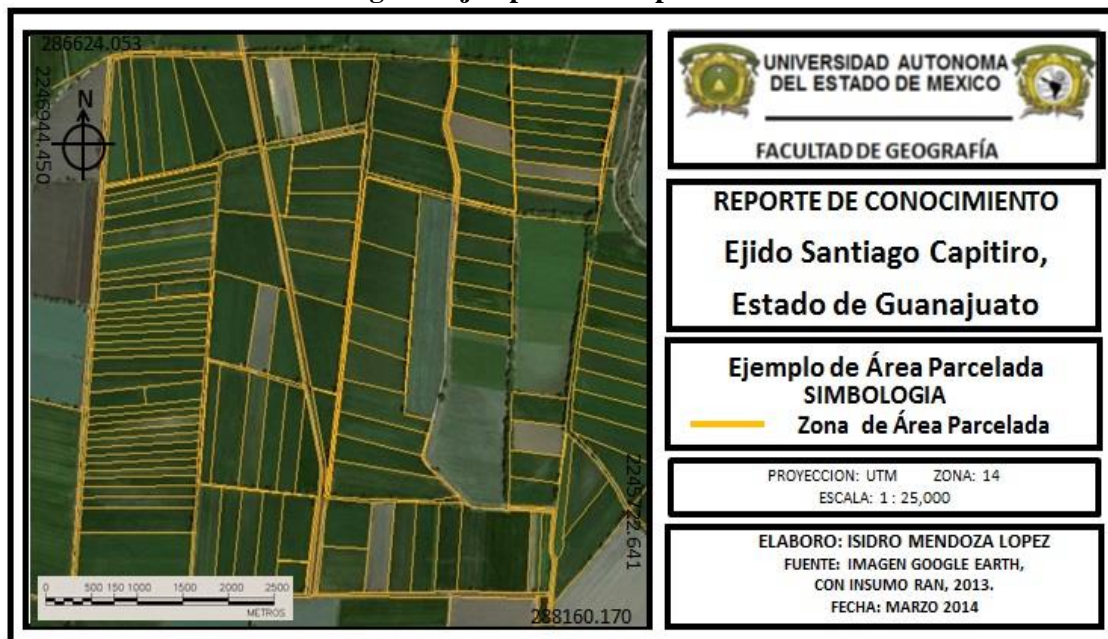 286624.053
2246944.450
N
2245722.641
288160.170
0 500 150 1000 1500 2000 2500
METROS
UNIVERSIDAD AUTONOMA
DEL ESTADO DE MEXICO
FACULTAD DE GEOGRAFÍA
REPORTE DE CONOCIMIENTO
Ejido Santiago Capitiro,
Estado de Guanajuato
Ejemplo de Área Parcelada
SIMBOLOGIA
Zona de Área Parcelada
PROYECCION: UTM ZONA: 14
ESCALA: 1 : 25,000
ELABORO: ISIDRO MENDOZA LOPEZ
FUENTE: IMAGEN GOOGLE EARTH,
CON INSUMO RAN, 2013.
FECHA: MARZO 2014